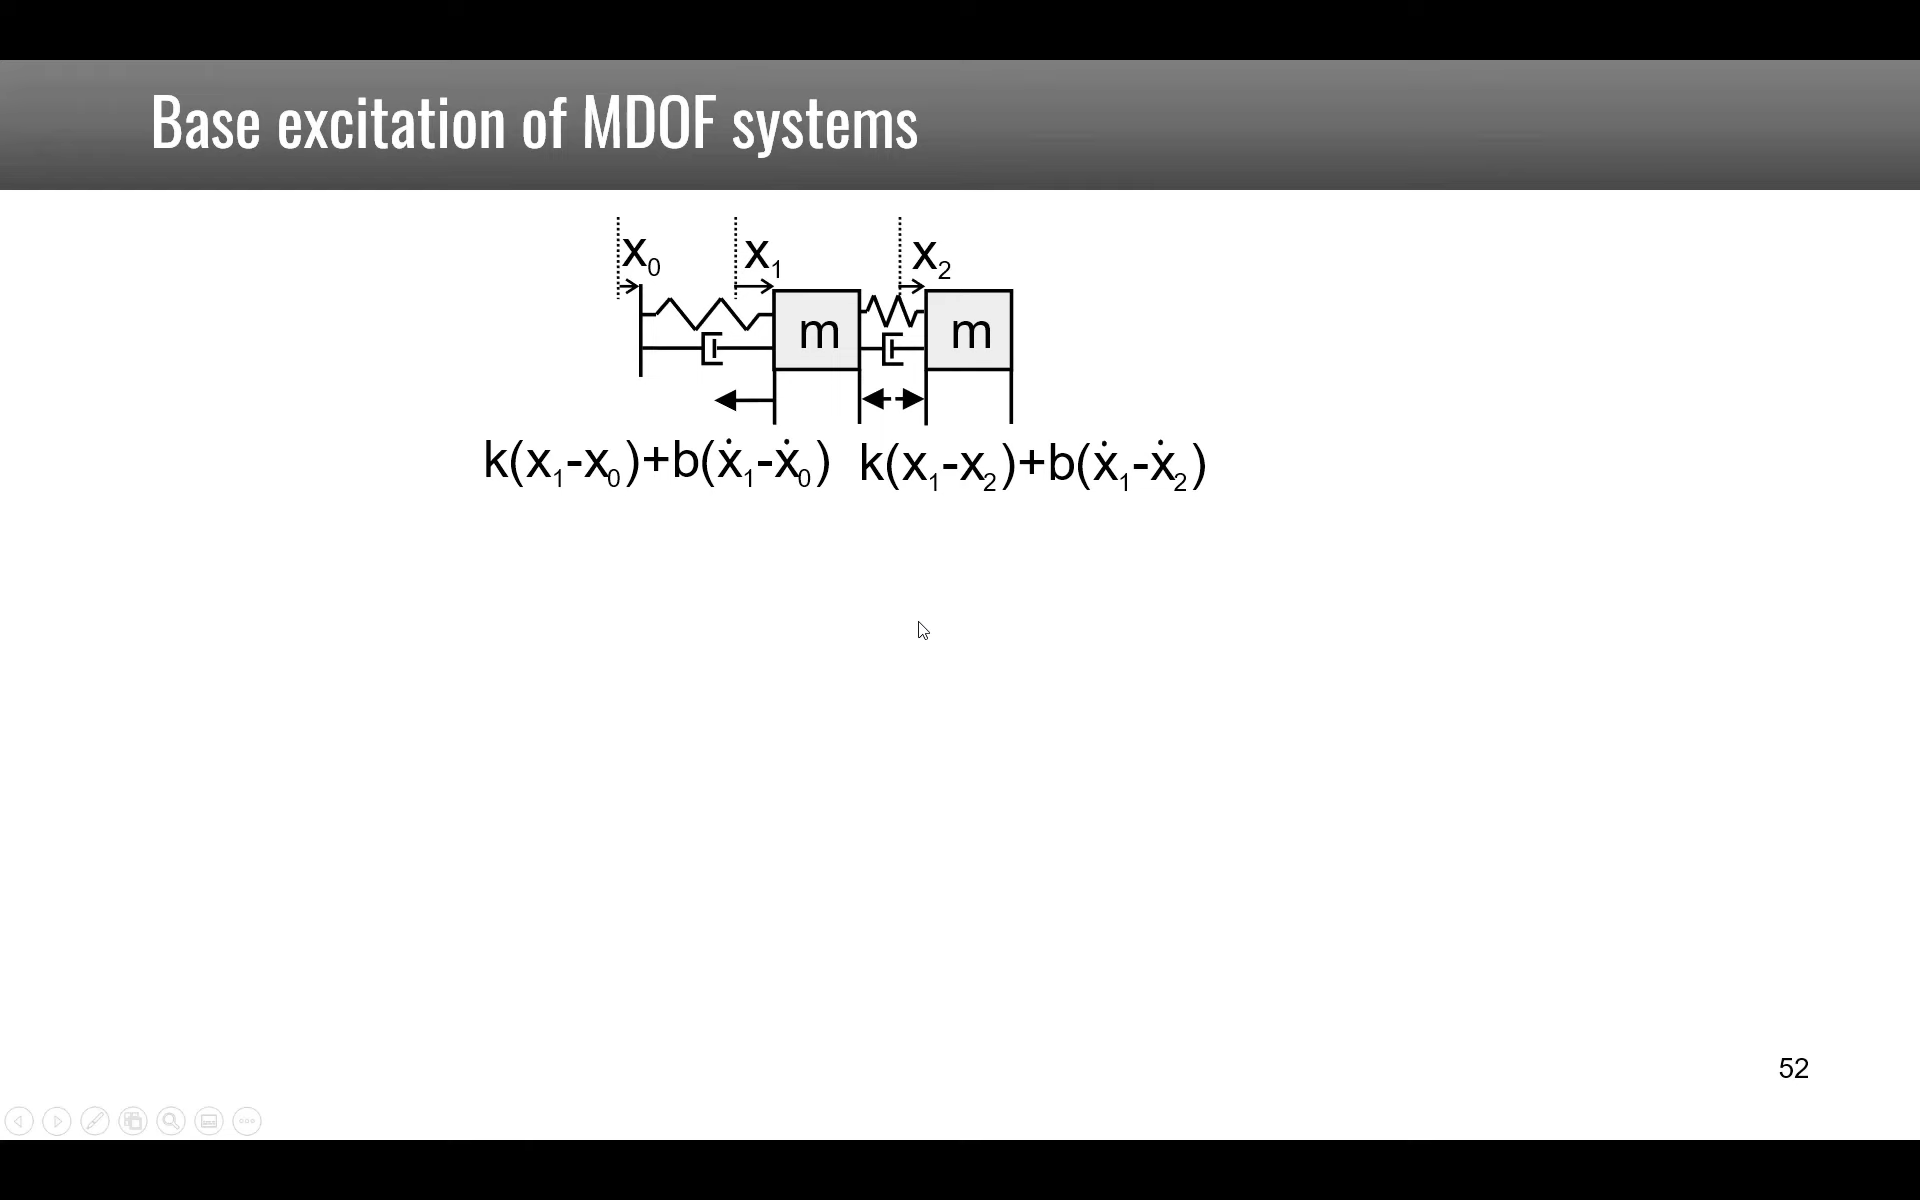 Base excitation of MDOF systems
x₀ x₁ x₂
m m
k(x₁-x₀)+b(ẋ₁-ẋ₀) k(x₁-x₂)+b(ẋ₁-ẋ₂)
52